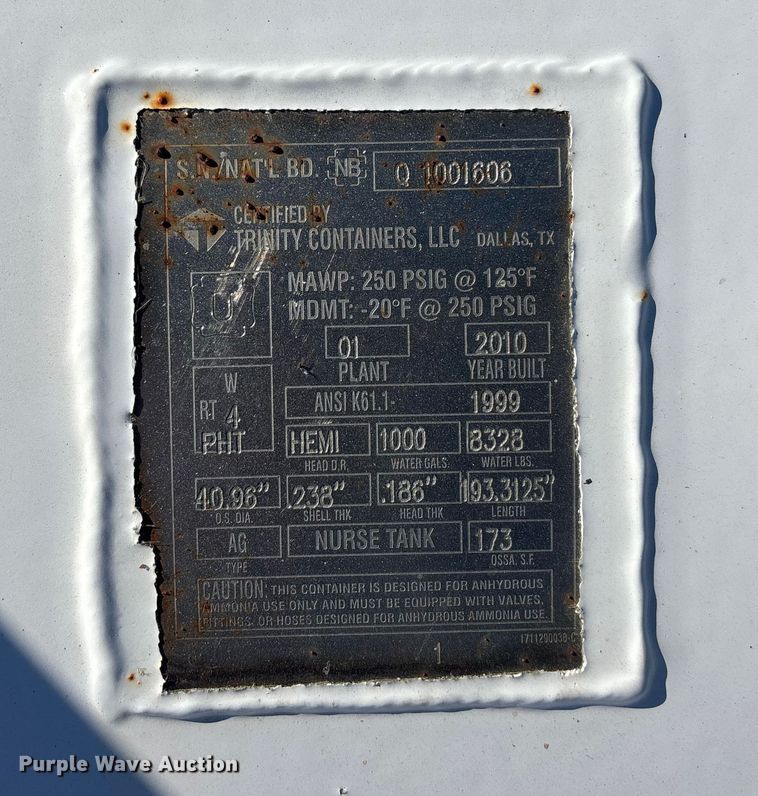 S.N./NAT'L BD. NB Q 1001606
CERTIFIED BY
TRINITY CONTAINERS, LLC DALLAS, TX
MAWP: 250 PSIG @ 125°F
MDMT: -20°F @ 250 PSIG
U
01 2010
PLANT YEAR BUILT
W
RT 4
PHT
ANSI K61.1- 1999
HEMI 1000 8328
HEAD D.R. WATER GALS. WATER LBS.
40.96" .238" .186" 193.3125"
O.S. DIA. SHELL THK HEAD THK LENGTH
AG NURSE TANK 173
TYPE OSSA. S.F.
CAUTION: THIS CONTAINER IS DESIGNED FOR ANHYDROUS
AMMONIA USE ONLY AND MUST BE EQUIPPED WITH VALVES,
FITTINGS, OR HOSES DESIGNED FOR ANHYDROUS AMMONIA USE.
1711290038-C
1
Purple Wave Auction